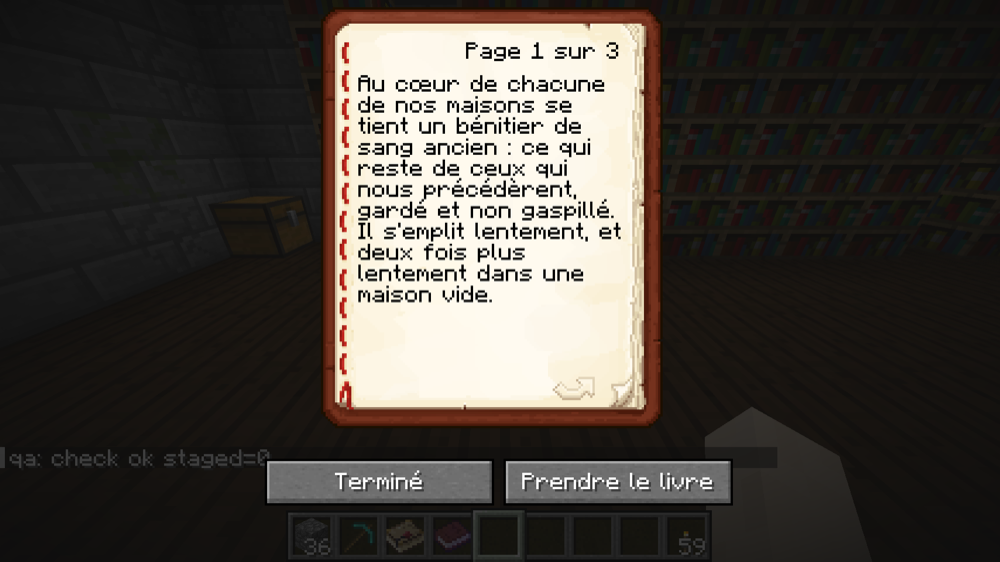 Page 1 sur 3
Au cœur de chacune
de nos maisons se
tient un bénitier de
sang ancien : ce qui
reste de ceux qui
nous précédèrent,
gardé et non gaspillé.
Il s'emplit lentement, et
deux fois plus
lentement dans une
maison vide.
qa: check ok staged=0
Terminé
Prendre le livre
36
59